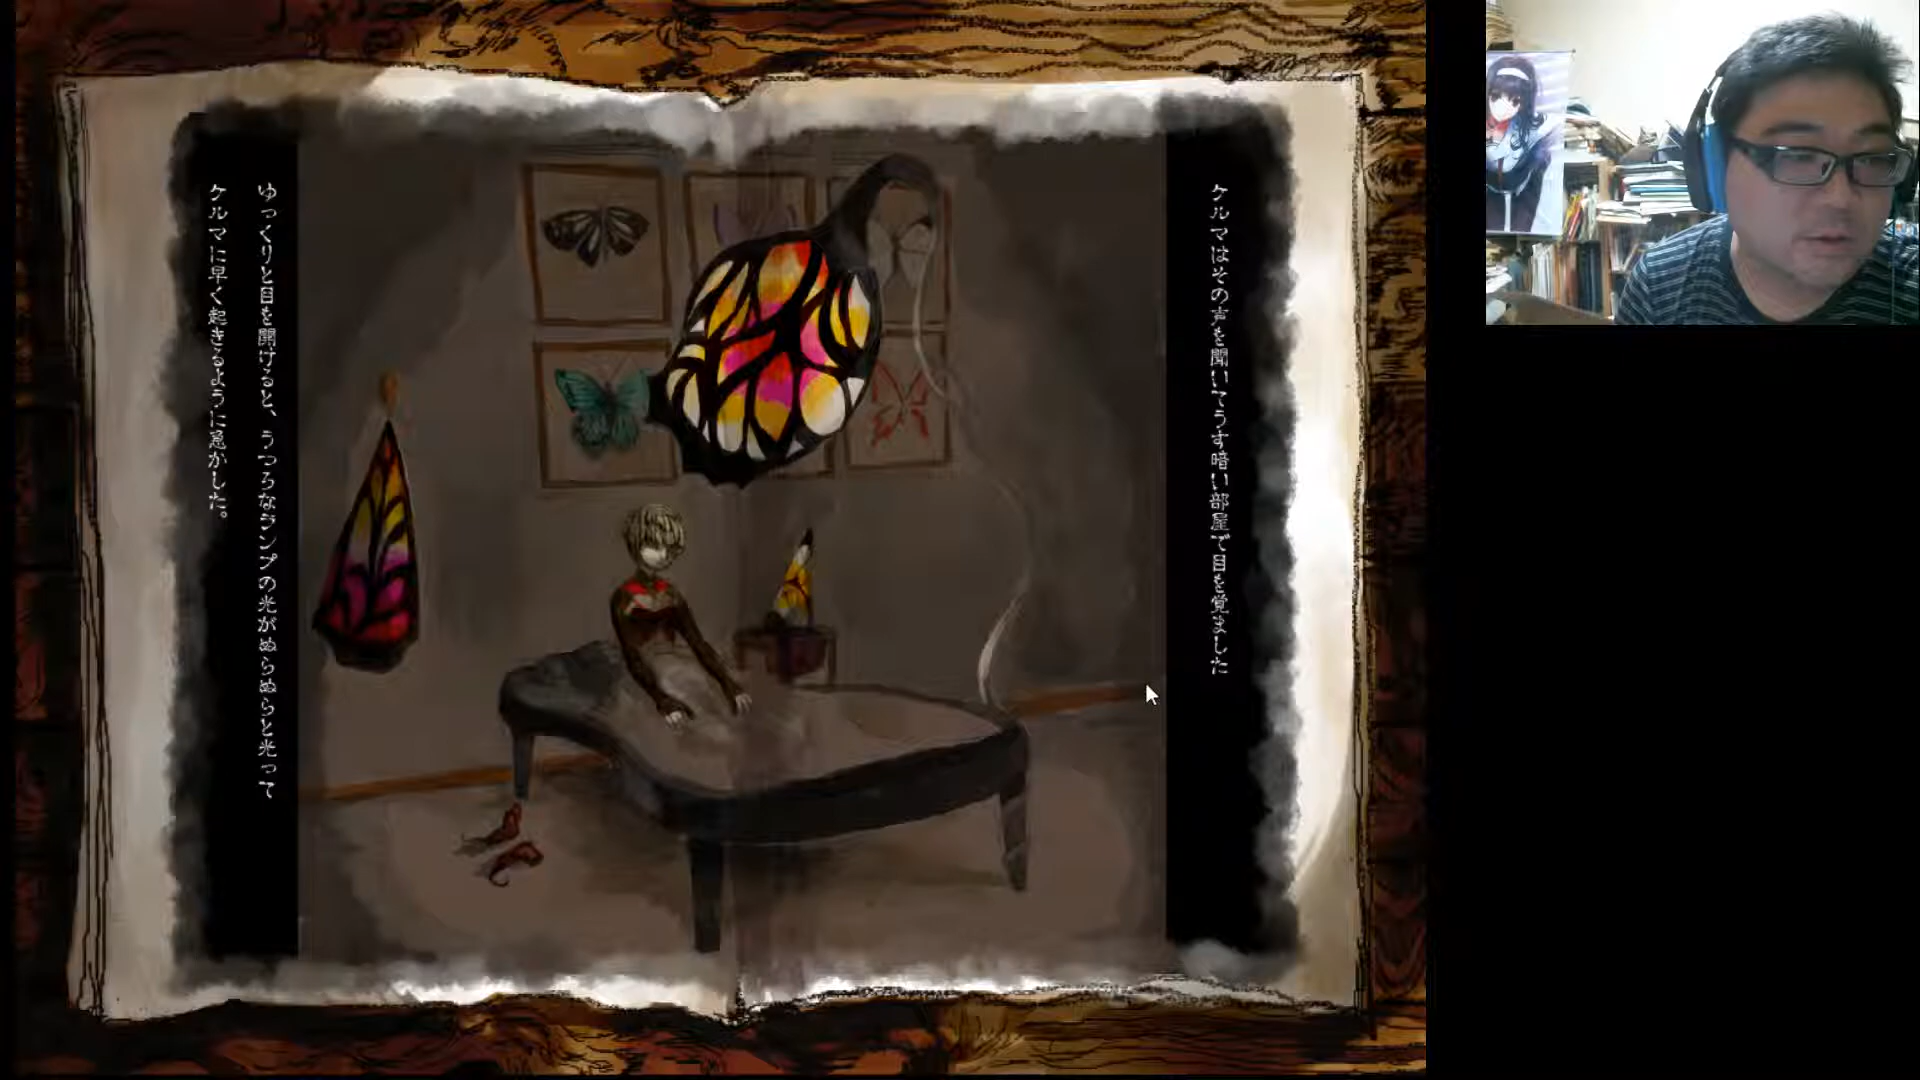 ケルマはその声を聞いてうす暗い部屋で目を覚ました
ゆっくりと目を開けると、うつろなランプの光がぬらぬらと光って
ケルマに早く起きるように急かした。